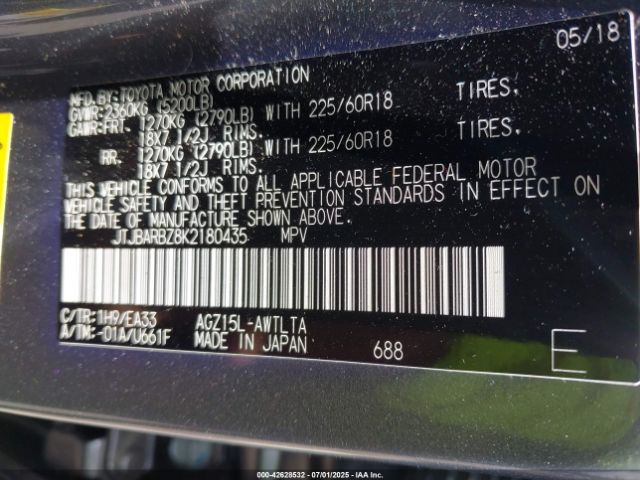 05/18
MFD.BY:TOYOTA MOTOR CORPORATION
GVWR:2360KG (5200LB)
GAWR:FRT. 1270KG (2790LB) WITH 225/60R18 TIRES.
18X7 1/2J RIMS.
RR. 1270KG (2790LB) WITH 225/60R18 TIRES.
18X7 1/2J RIMS.
THIS VEHICLE CONFORMS TO ALL APPLICABLE FEDERAL MOTOR
VEHICLE SAFETY AND THEFT PREVENTION STANDARDS IN EFFECT ON
THE DATE OF MANUFACTURE SHOWN ABOVE.
JTJBARBZ8K2180435 MPV
C/TR:1H9/EA33 AGZ15L-AWTLTA
A/TM:-01A/U661F MADE IN JAPAN 688 E
000-42628532 - 07/01/2025 - IAA Inc.